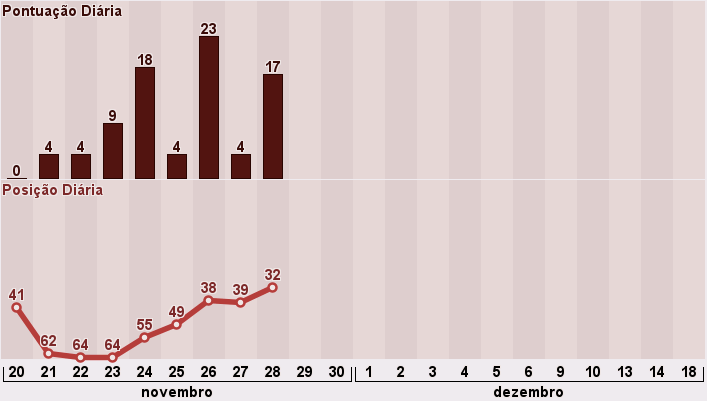 Pontuação Diária
0 4 4 9 18 4 23 4 17
Posição Diária
41 62 64 64 55 49 38 39 32
20 21 22 23 24 25 26 27 28 29 30 1 2 3 4 5 6 9 10 13 14 18
novembro dezembro